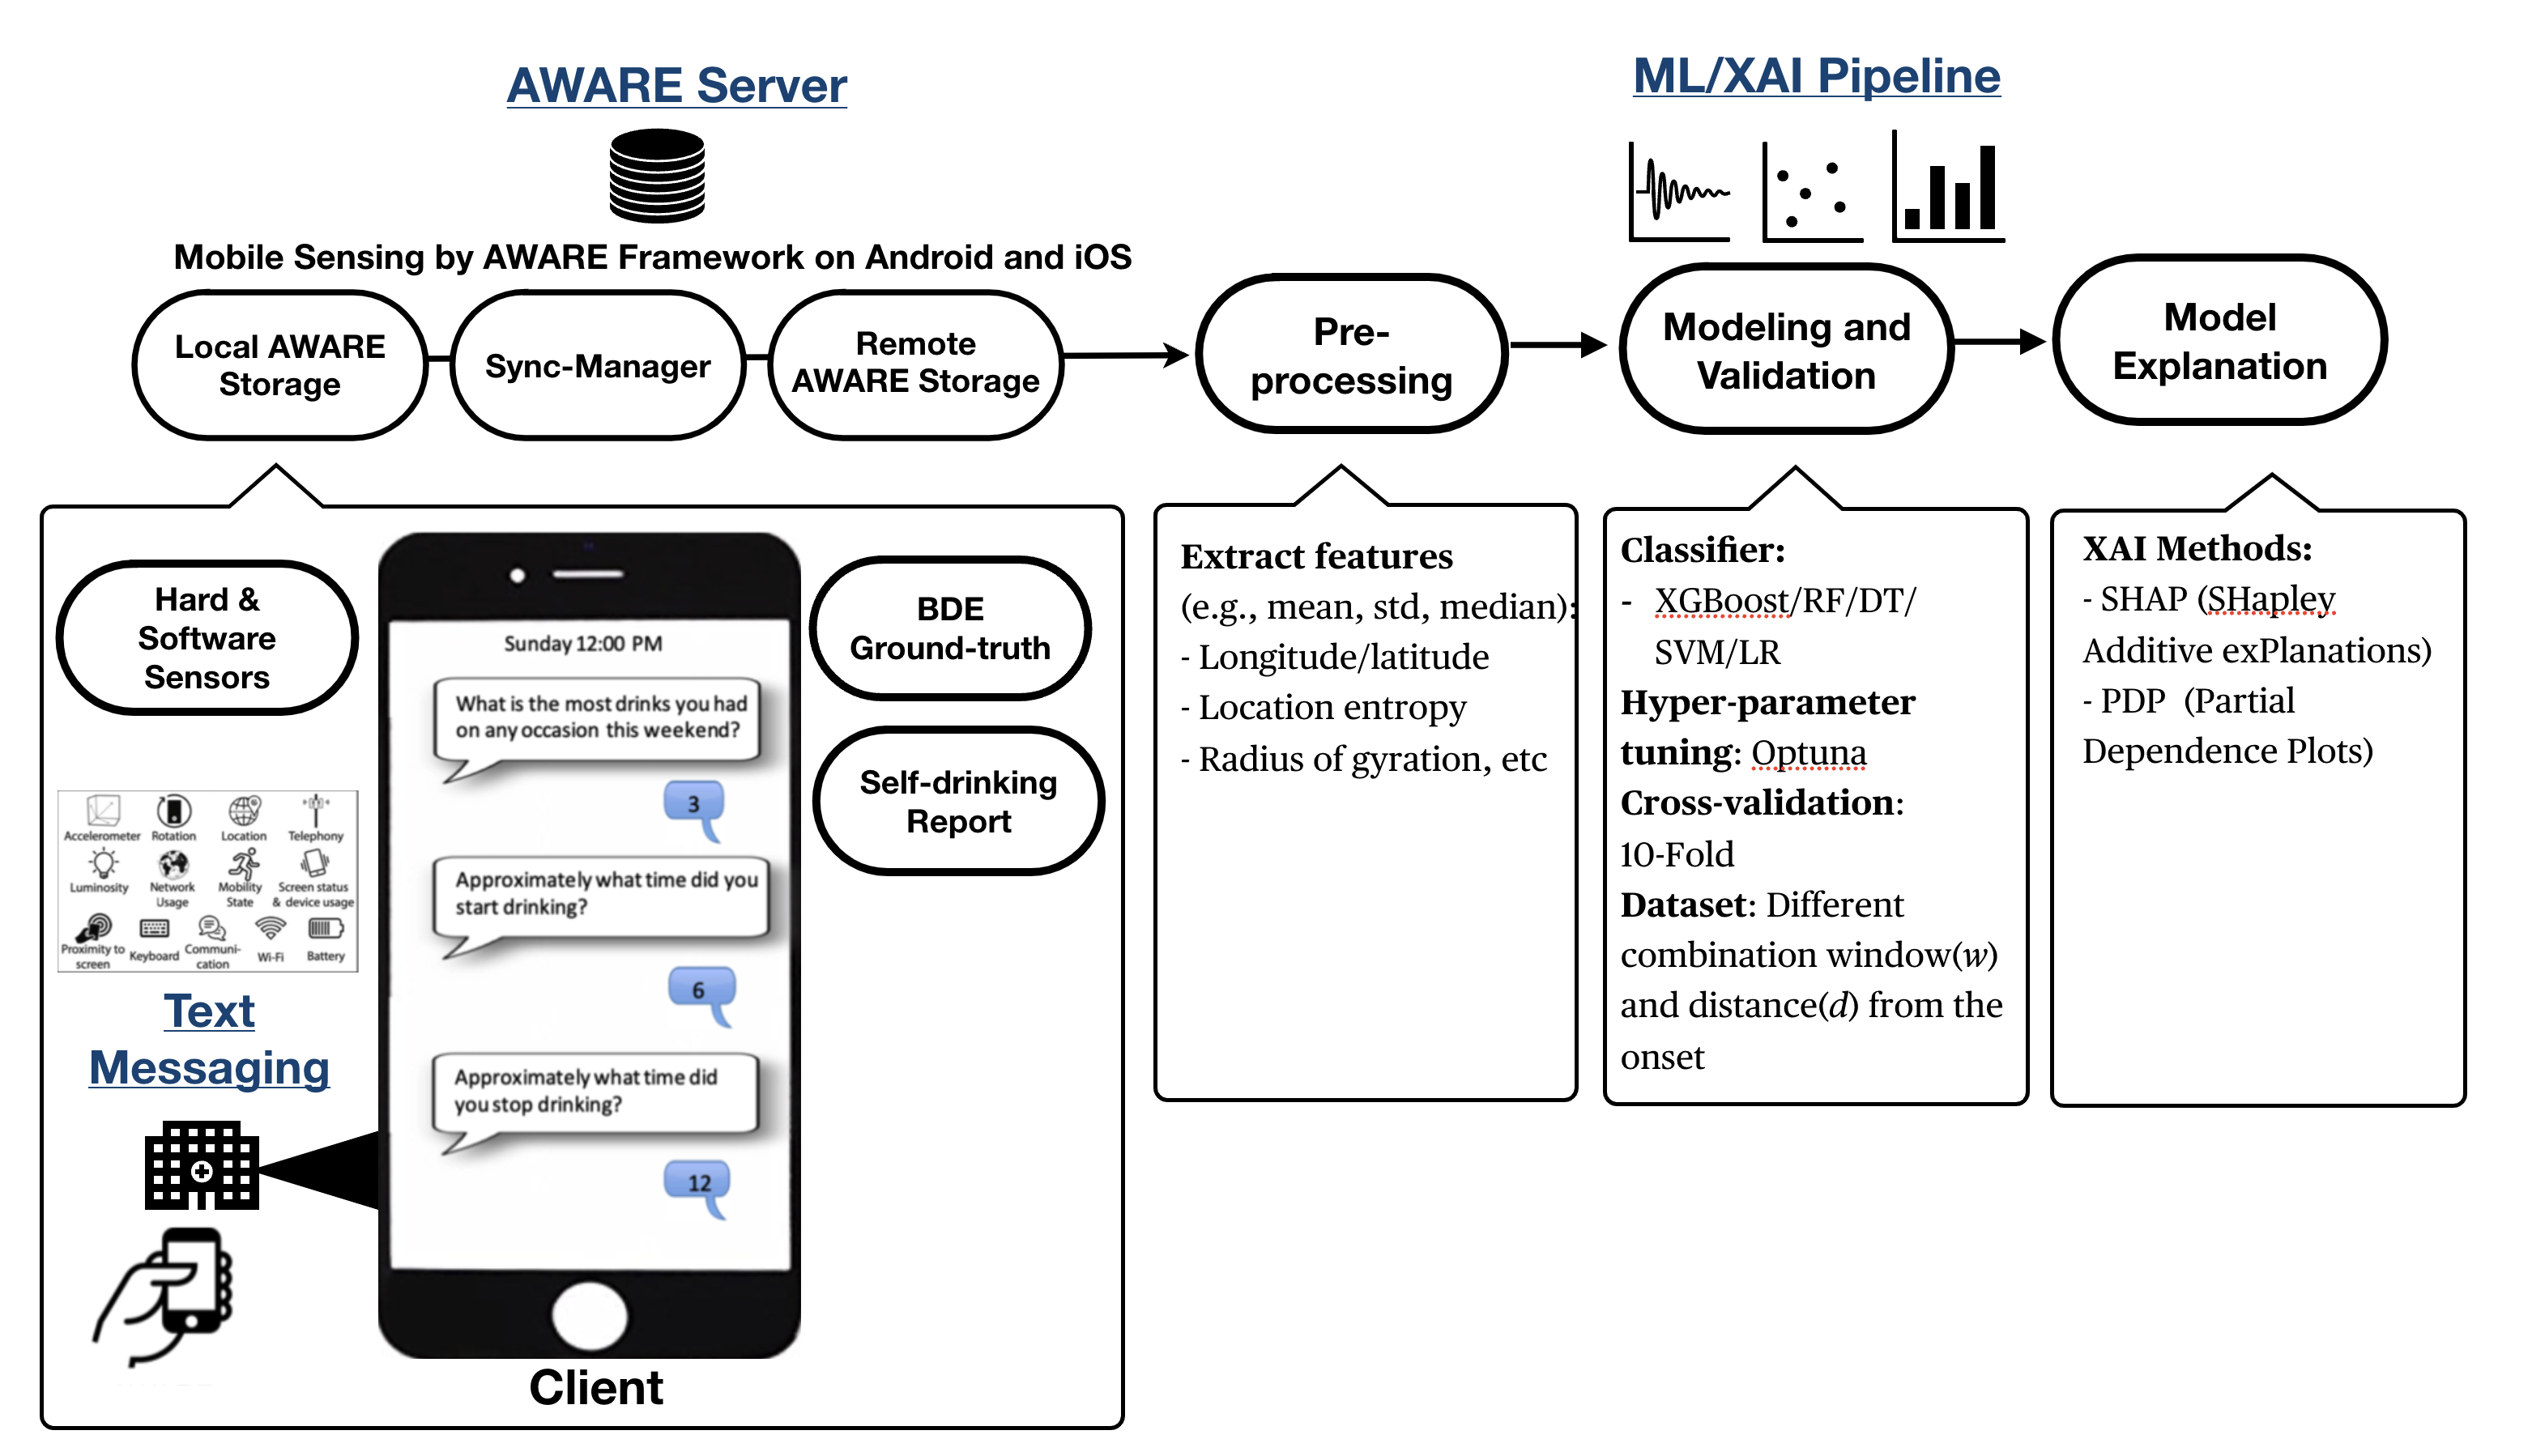 AWARE Server
Mobile Sensing by AWARE Framework on Android and iOS
Local AWARE
Storage
Sync-Manager
Remote
AWARE Storage
ML/XAI Pipeline
Pre-
processing
Modeling and
Validation
Model
Explanation
Hard &
Software
Sensors
Accelerometer
Rotation
Location
Telephony
Luminosity
Network
Usage
Mobility
State
Screen status
& device usage
Proximity to
screen
Keyboard
Communi-
cation
Wi-Fi
Battery
Text
Messaging
Sunday 12:00 PM
What is the most drinks you had
on any occasion this weekend?
3
Approximately what time did you
start drinking?
6
Approximately what time did
you stop drinking?
12
Client
BDE
Ground-truth
Self-drinking
Report
Extract features
(e.g., mean, std, median):
- Longitude/latitude
- Location entropy
- Radius of gyration, etc
Classifier:
- XGBoost/RF/DT/
SVM/LR
Hyper-parameter
tuning: Optuna
Cross-validation:
10-Fold
Dataset: Different
combination window(w)
and distance(d) from the
onset
XAI Methods:
- SHAP (SHapley
Additive exPlanations)
- PDP (Partial
Dependence Plots)